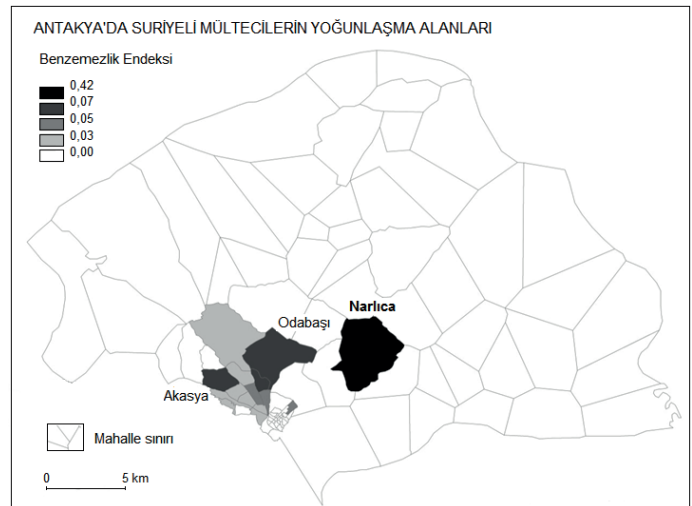 ANTAKYA'DA SURİYELİ MÜLTECİLERİN YOĞUNLAŞMA ALANLARI
Benzemezlik Endeksi
0,42
0,07
0,05
0,03
0,00
Narlıca
Odabaşı
Akasya
Mahalle sınırı
0 5 km